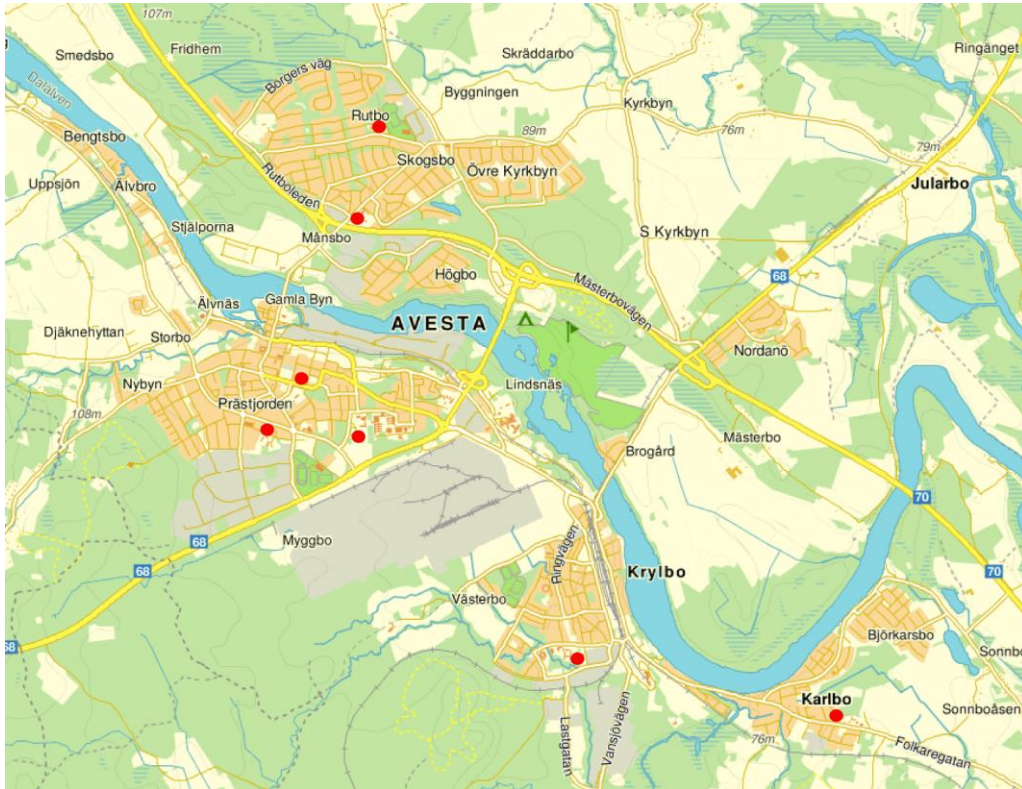 107m
Smedsbo
Fridhem
Skräddarbo
Ringänget
Borgers väg
Byggningen
Dalälven
Kyrkbyn
Rutbo
Bengtsbo
89m
76m
79m
Skogsbo
Övre Kyrkbyn
Uppsjön
Älvbro
Rutboleden
Jularbo
Stjälporna
Månsbo
S Kyrkbyn
Högbo
68
Mästerbovägen
Älvnäs
Gamla Byn
AVESTA
Djäknehyttan
Storbo
Nordanö
Nybyn
Lindsnäs
Prästjorden
108m
Mästerbo
Brogård
70
Myggbo
68
68
Ringvägen
Krylbo
70
Västerbo
Björkarsbo
68
Sonnbo
Karlbo
Sonnboåsen
Lastgatan
Vansjövägen
76m
Folkaregatan